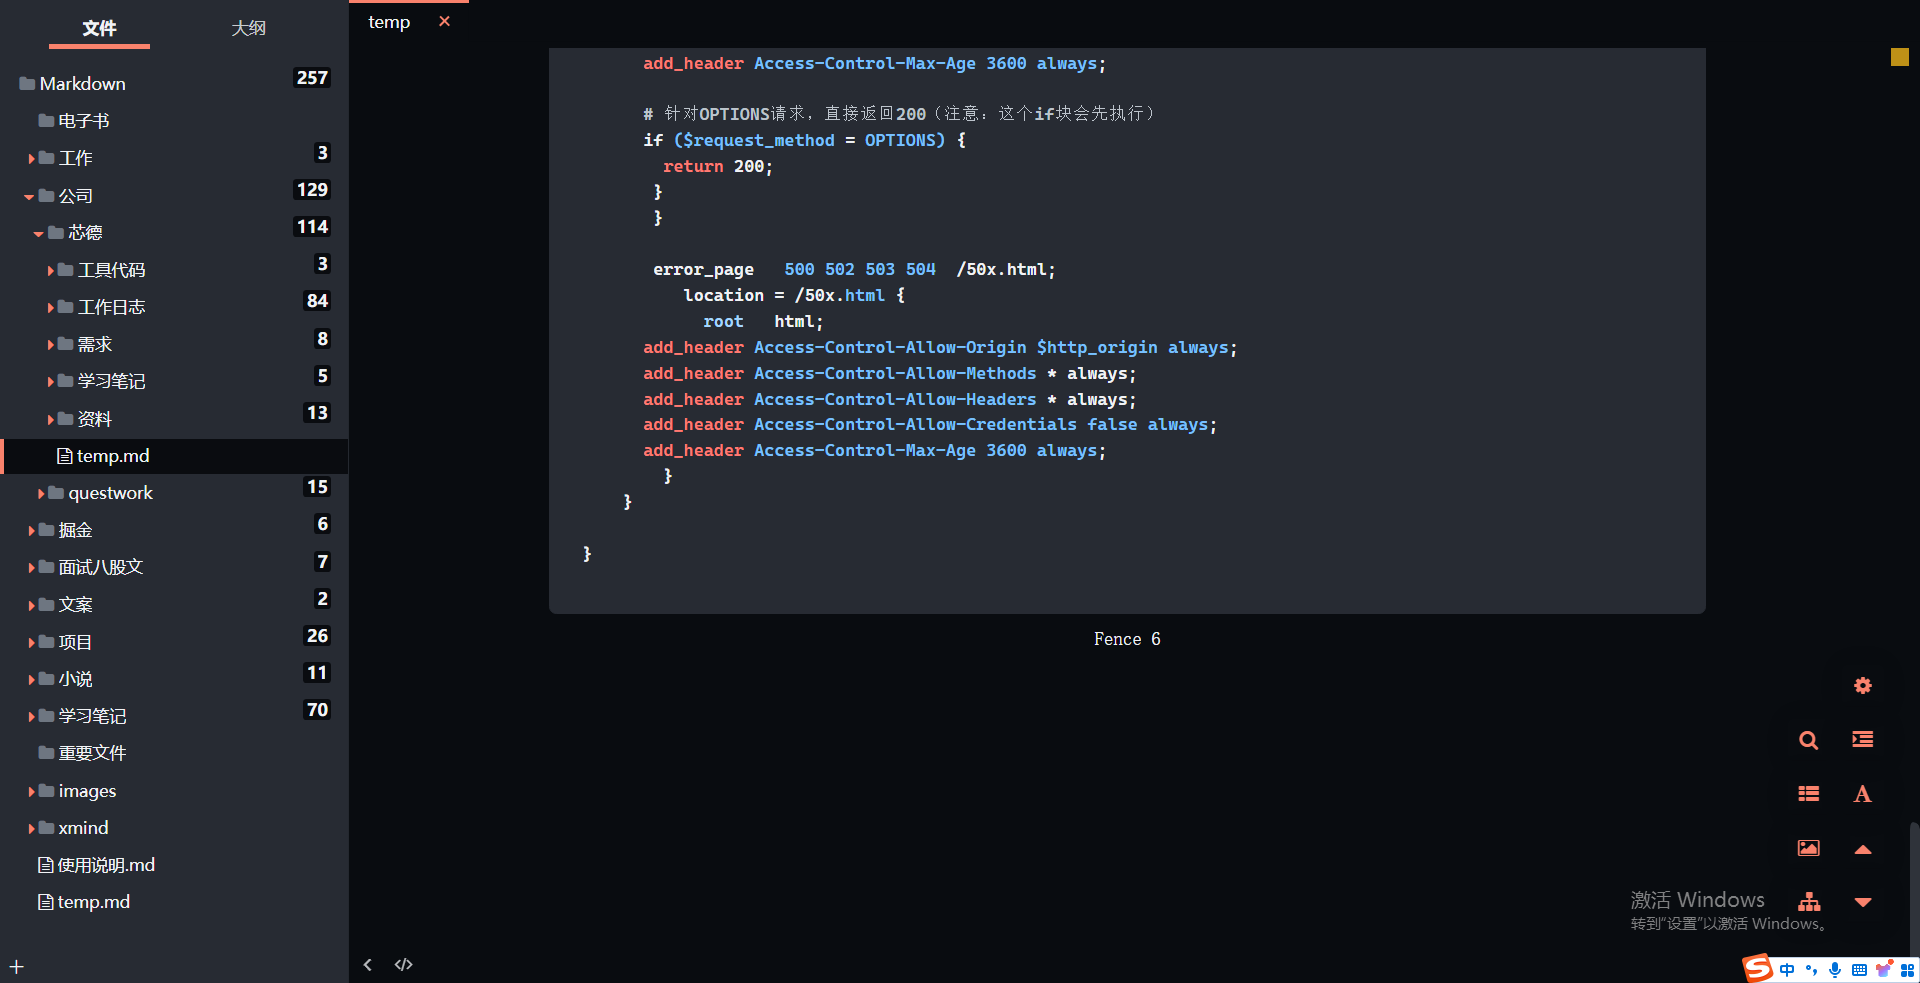 文件
大纲
Markdown 257
电子书
工作 3
公司 129
芯德 114
工具代码 3
工作日志 84
需求 8
学习笔记 5
资料 13
temp.md
questwork 15
掘金 6
面试八股文 7
文案 2
项目 26
小说 11
学习笔记 70
重要文件
images
xmind
使用说明.md
temp.md
temp ×
add_header Access-Control-Max-Age 3600 always;
# 针对OPTIONS请求，直接返回200（注意：这个if块会先执行）
if ($request_method = OPTIONS) {
return 200;
}
}
error_page 500 502 503 504 /50x.html;
location = /50x.html {
root html;
add_header Access-Control-Allow-Origin $http_origin always;
add_header Access-Control-Allow-Methods * always;
add_header Access-Control-Allow-Headers * always;
add_header Access-Control-Allow-Credentials false always;
add_header Access-Control-Max-Age 3600 always;
}
}
}
Fence 6
A
激活 Windows
转到"设置"以激活 Windows。
S 中